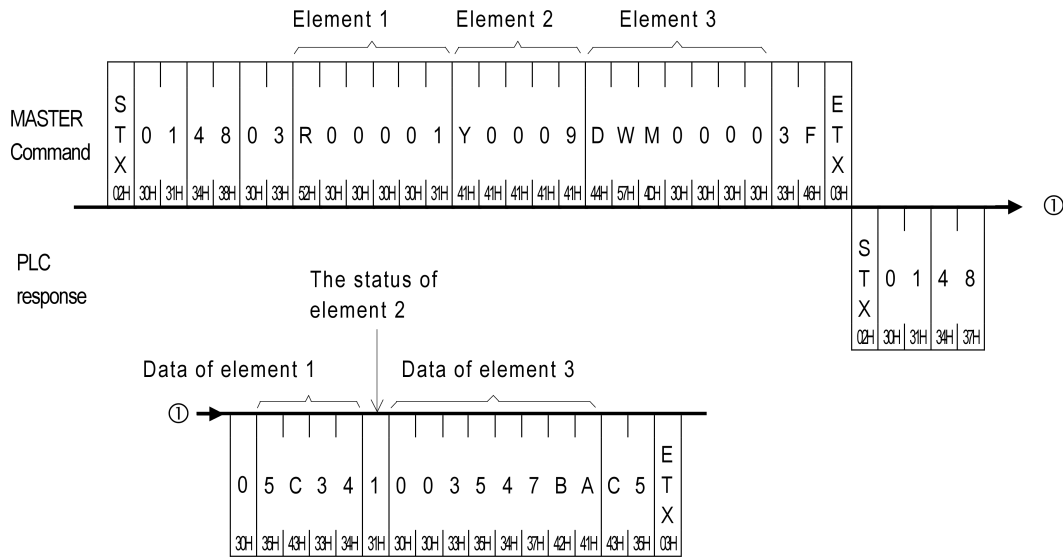 Element 1 Element 2 Element 3
MASTER
Command
STX 0 1 4 8 0 3 R 0 0 0 0 1 Y 0 0 0 9 D W M 0 0 0 0 3 F ETX
02H 30H 31H 34H 38H 30H 33H 52H 30H 30H 30H 30H 31H 41H 41H 41H 41H 41H 44H 57H 4DH 30H 30H 30H 30H 33H 46H 03H
①
PLC
response
STX 0 1 4 8
02H 30H 31H 34H 37H
The status of
element 2
Data of element 1 Data of element 3
①
0 5 C 3 4 1 0 0 3 5 4 7 B A C 5 ETX
30H 35H 43H 33H 34H 31H 30H 30H 33H 35H 34H 37H 42H 41H 43H 35H 03H